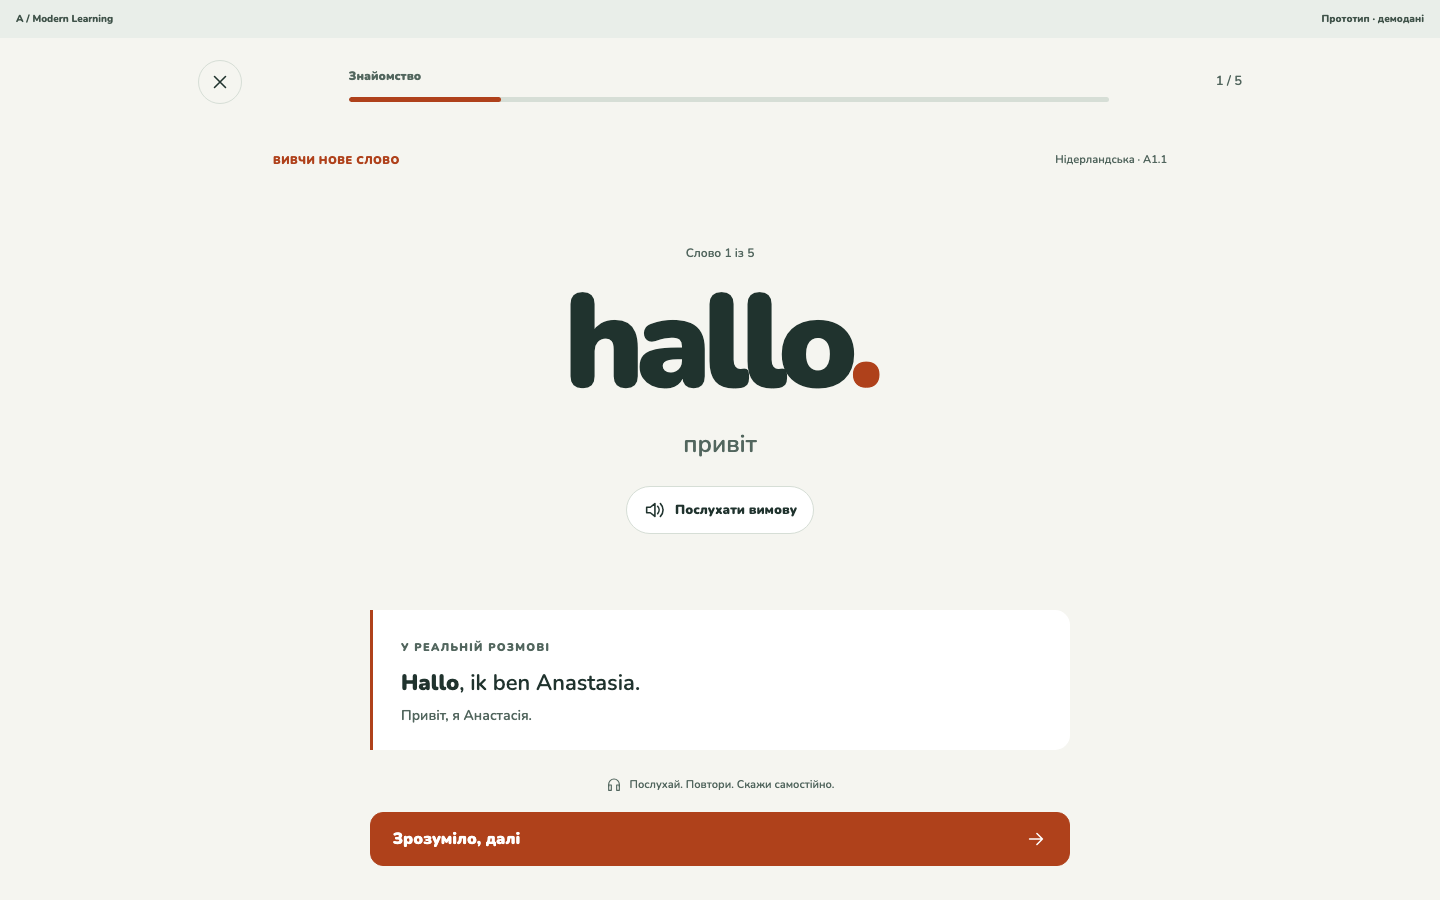 A / Modern Learning
Прототип · демодані
Знайомство
1 / 5
ВИВЧИ НОВЕ СЛОВО
Нідерландська · A1.1
Слово 1 із 5
hallo.
привіт
Послухати вимову
У РЕАЛЬНІЙ РОЗМОВІ
Hallo, ik ben Anastasia.
Привіт, я Анастасія.
Послухай. Повтори. Скажи самостійно.
Зрозуміло, далі